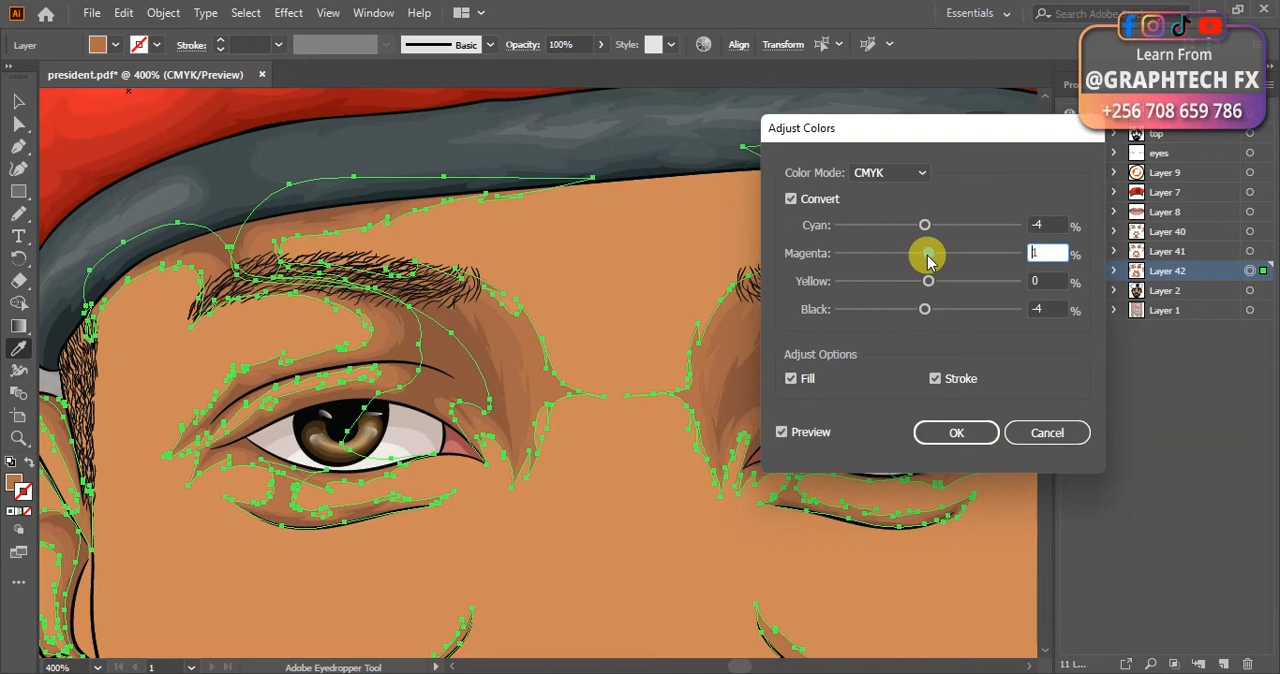 Ai File Edit Object Type Select Effect View Window Help Essentials Search Adobe
Layer Stroke: Basic Opacity: 100% Style: Align Transform
Learn From
@GRAPHTECH FX
+256 708 659 786
president.pdf* @ 400% (CMYK/Preview)
Adjust Colors
Color Mode: CMYK
Convert
Cyan: -4 %
Magenta: 1 %
Yellow: 0 %
Black: -4 %
Adjust Options
Fill Stroke
Preview OK Cancel
top
eyes
Layer 9
Layer 7
Layer 8
Layer 40
Layer 41
Layer 42
Layer 2
Layer 1
400% 1 Adobe Eyedropper Tool 11 L...